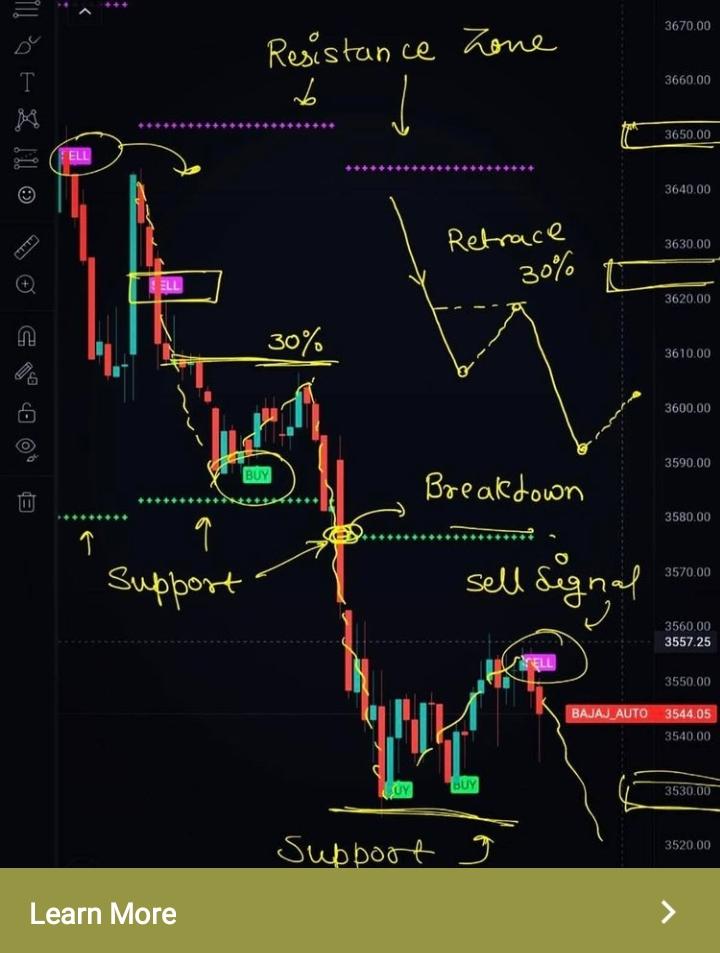 3670.00
Resistance Zone
3660.00
SELL
3650.00
3640.00
Retrace
30%
3630.00
SELL
3620.00
30%
3610.00
3600.00
BUY
Breakdown
3590.00
3580.00
Support
sell Signal
3570.00
3560.00
3557.25
SELL
3550.00
BAJAJ_AUTO 3544.05
3540.00
BUY
BUY
3530.00
Support
3520.00
Learn More